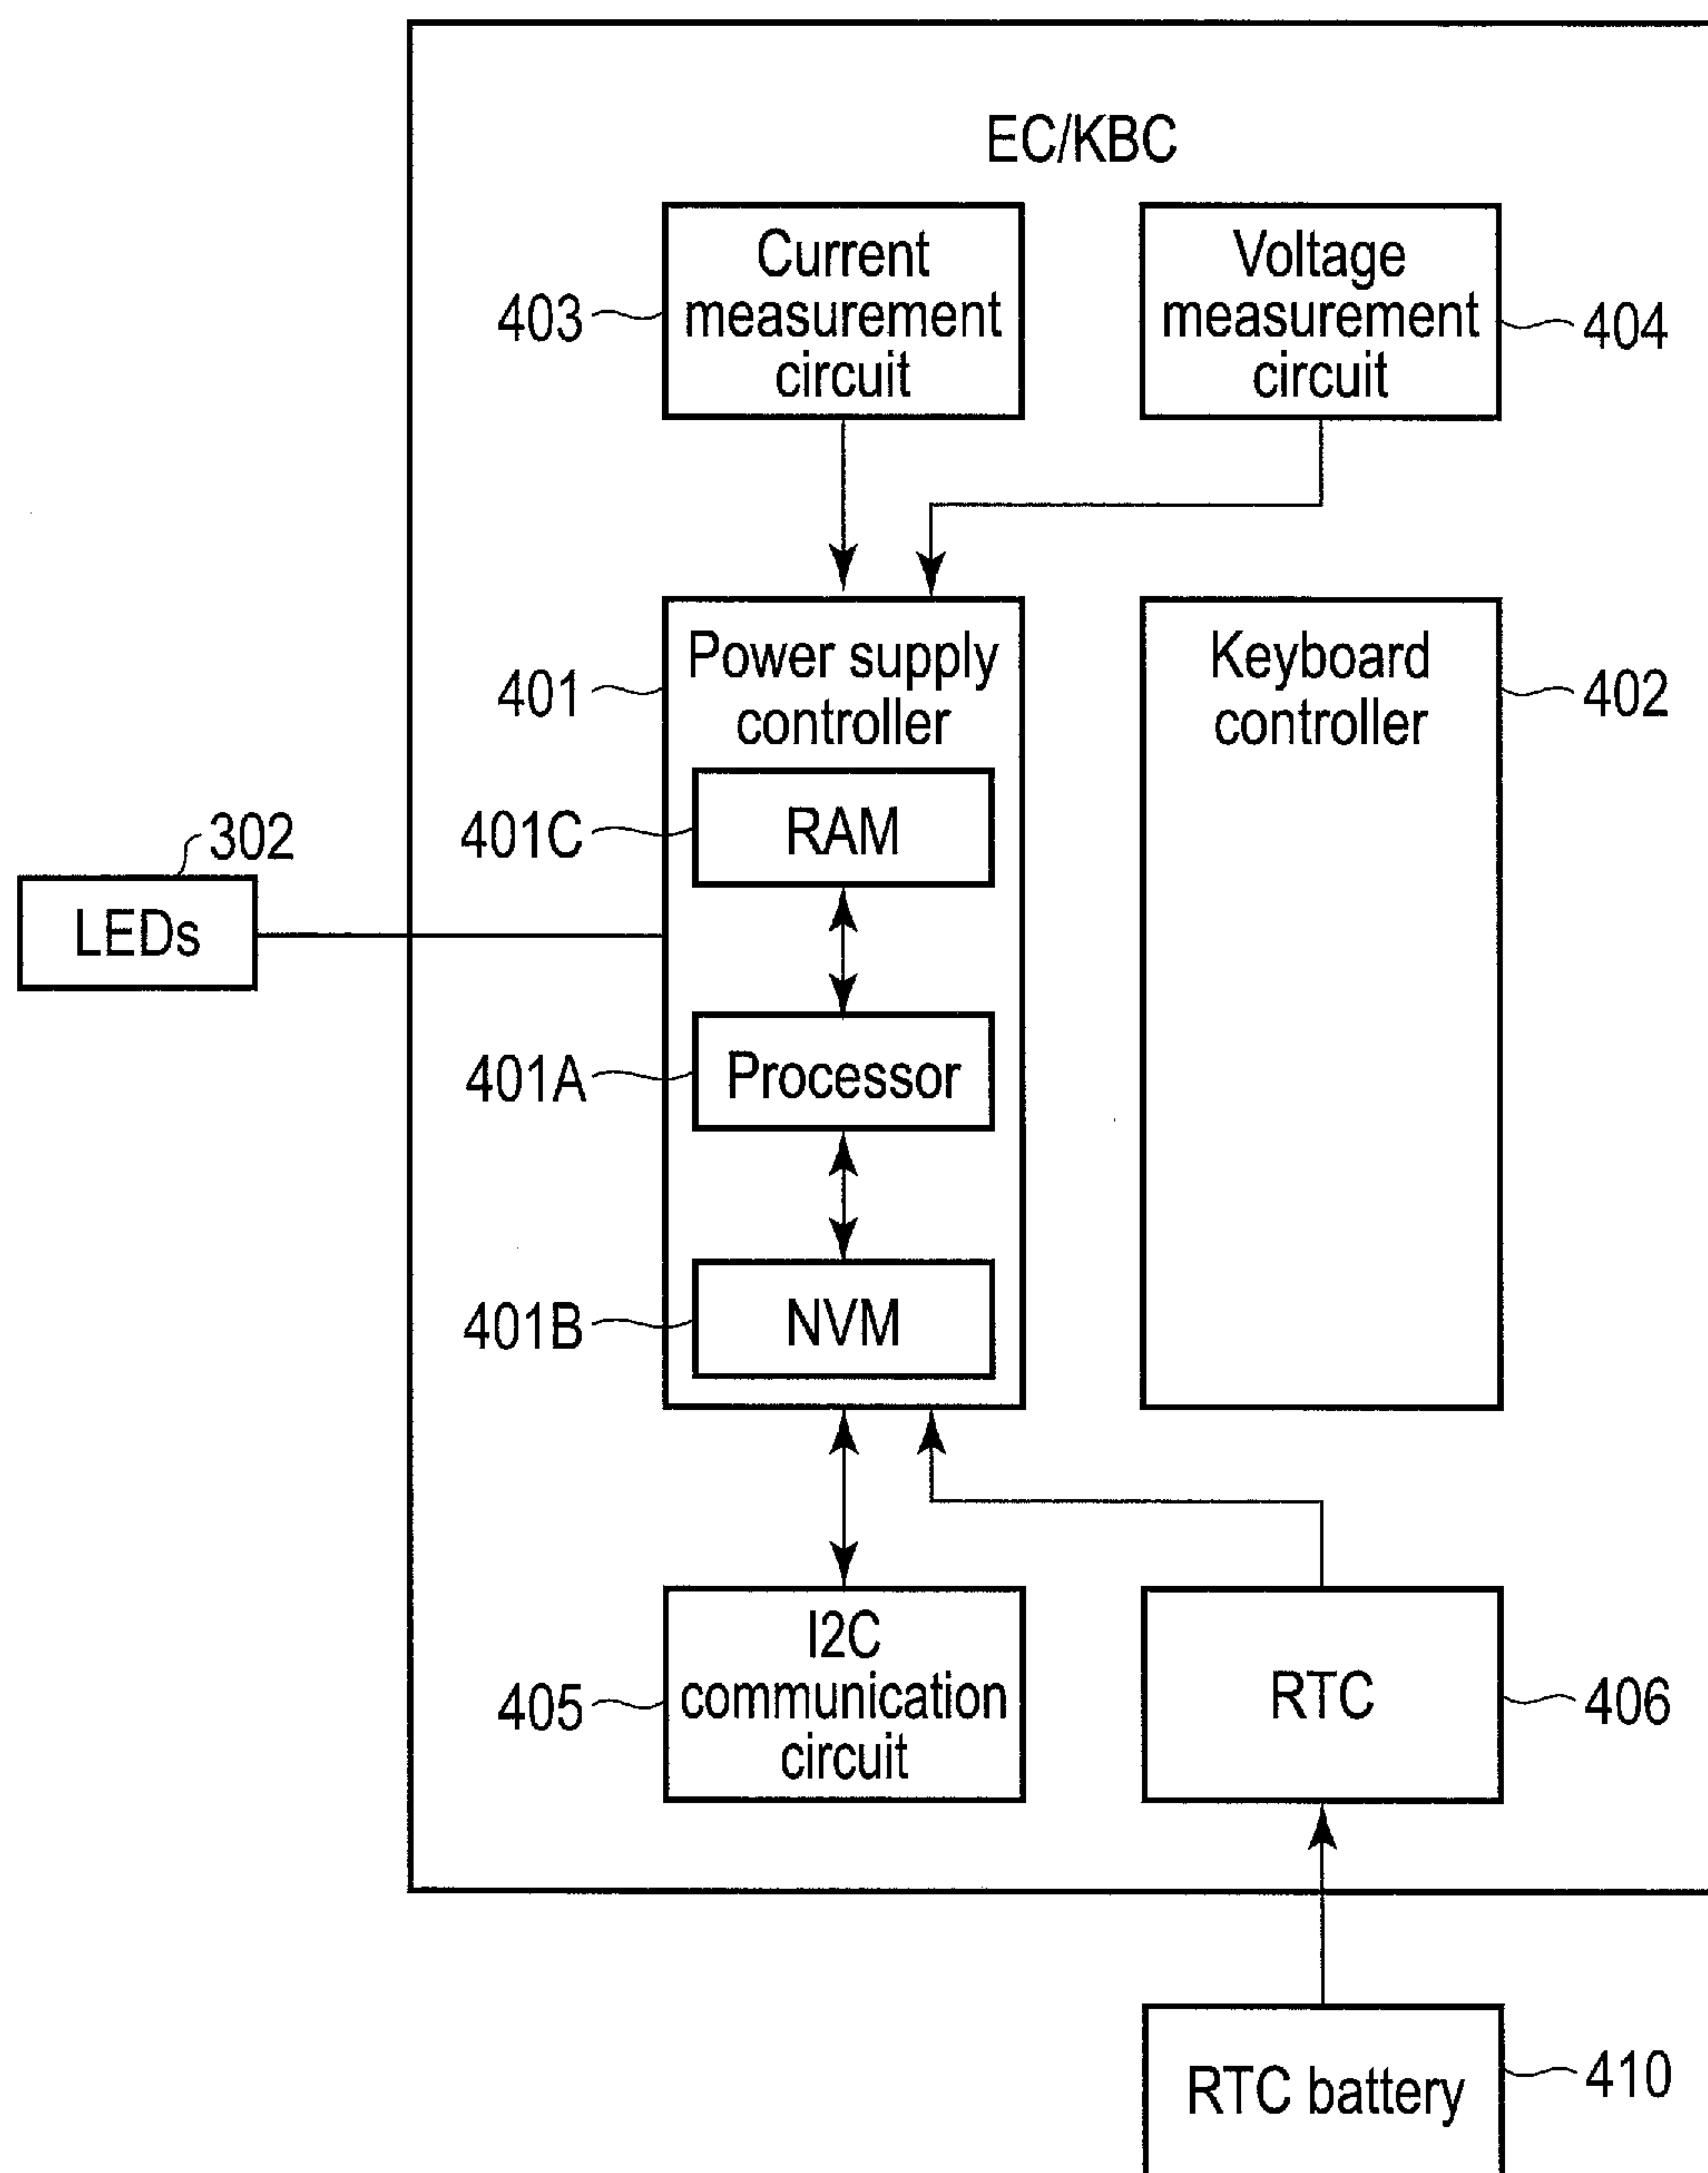 EC/KBC
Current
measurement
circuit
403
Voltage
measurement
circuit
404
Power supply
controller
401
Keyboard
controller
402
RAM
401C
302
LEDs
Processor
401A
NVM
401B
I2C
communication
circuit
405
RTC
406
RTC battery
410